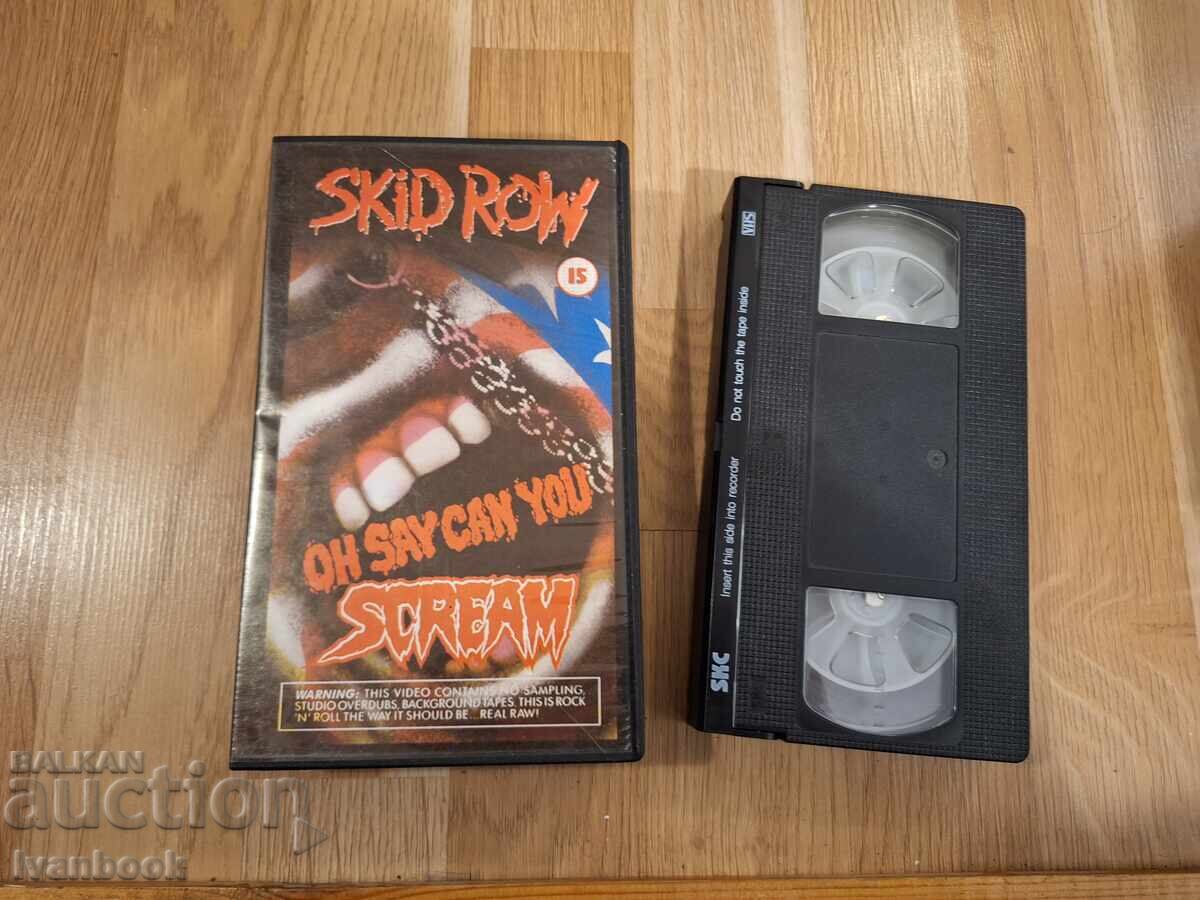 SKiD ROW
15
OH SAY CAN YOU
SCREAM
WARNING: THIS VIDEO CONTAINS NO SAMPLING,
STUDIO OVERDUBS, BACKGROUND TAPES, THIS IS ROCK
'N' ROLL THE WAY IT SHOULD BE...REAL RAW!
VHS
Do not touch the tape inside
Insert this side into recorder
SKC
BALKAN
auction
Ivanbook